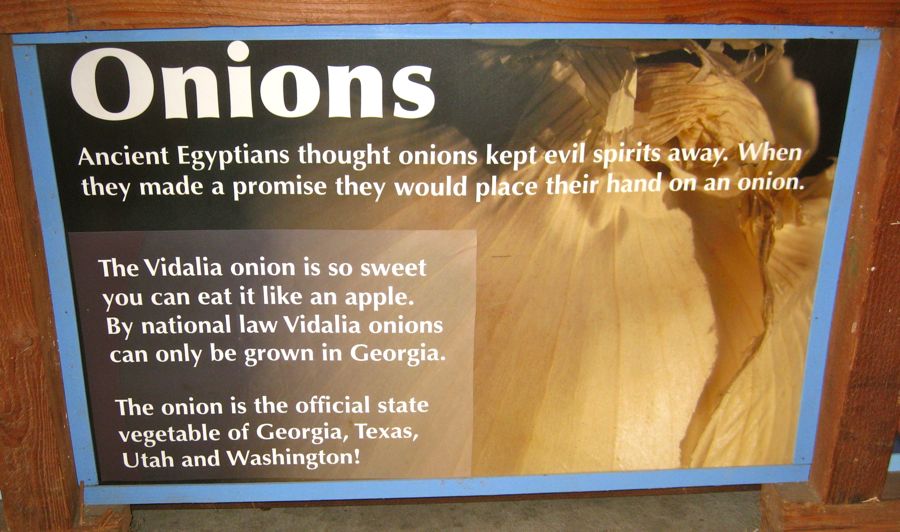 Onions
Ancient Egyptians thought onions kept evil spirits away. When
they made a promise they would place their hand on an onion.
The Vidalia onion is so sweet
you can eat it like an apple.
By national law Vidalia onions
can only be grown in Georgia.
The onion is the official state
vegetable of Georgia, Texas,
Utah and Washington!